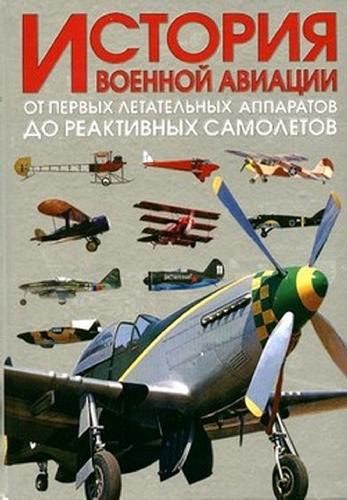 ИСТОРИЯ
ВОЕННОЙ АВИАЦИИ
ОТ ПЕРВЫХ ЛЕТАТЕЛЬНЫХ АППАРАТОВ
ДО РЕАКТИВНЫХ САМОЛЕТОВ